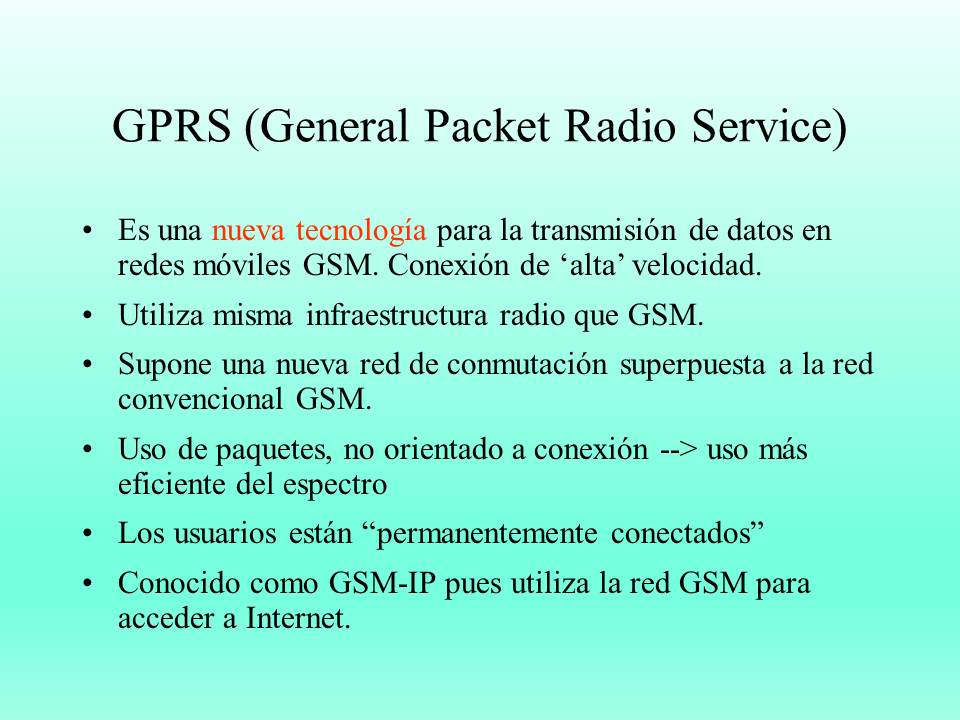 GPRS (General Packet Radio Service)
• Es una nueva tecnología para la transmisión de datos en
redes móviles GSM. Conexión de ‘alta’ velocidad.
• Utiliza misma infraestructura radio que GSM.
• Supone una nueva red de conmutación superpuesta a la red
convencional GSM.
• Uso de paquetes, no orientado a conexión --> uso más
eficiente del espectro
• Los usuarios están “permanentemente conectados”
• Conocido como GSM-IP pues utiliza la red GSM para
acceder a Internet.